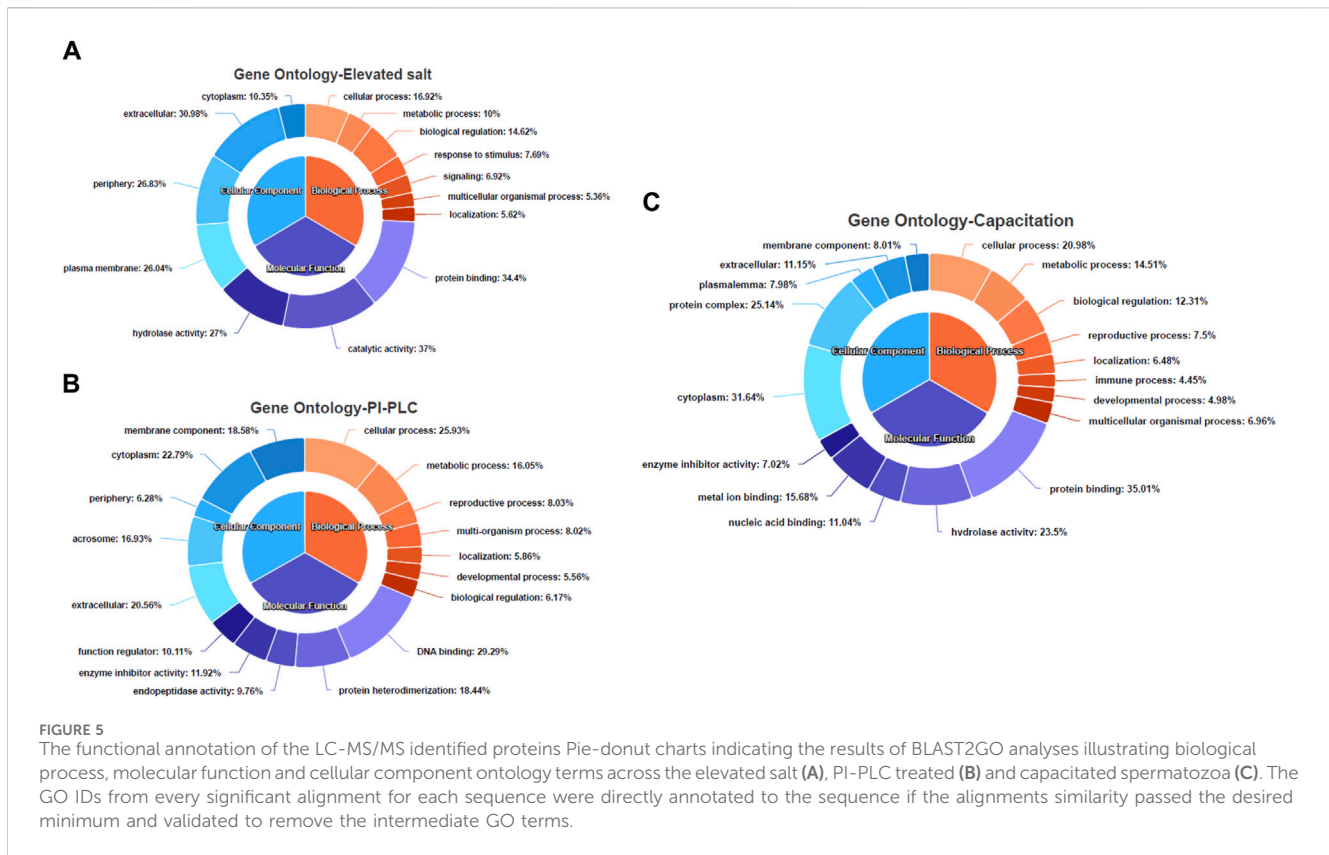 A
Gene Ontology-Elevated salt
cytoplasm: 10.35%
cellular process: 16.92%
extracellular: 30.98%
metabolic process: 10%
biological regulation: 14.62%
response to stimulus: 7.69%
signaling: 6.92%
multicellular organismal process: 5.36%
localization: 5.62%
periphery: 26.83%
Cellular Component
Biological Process
Molecular Function
plasma membrane: 26.04%
protein binding: 34.4%
hydrolase activity: 27%
catalytic activity: 37%
B
Gene Ontology-PI-PLC
membrane component: 18.58%
cellular process: 25.93%
cytoplasm: 22.79%
metabolic process: 16.05%
periphery: 6.28%
reproductive process: 8.03%
multi-organism process: 8.02%
acrosome: 16.93%
localization: 5.86%
developmental process: 5.56%
biological regulation: 6.17%
Cellular Component
Biological Process
Molecular Function
extracellular: 20.56%
function regulator: 10.11%
DNA binding: 29.29%
enzyme inhibitor activity: 11.92%
endopeptidase activity: 9.76%
protein heterodimerization: 18.44%
C
Gene Ontology-Capacitation
membrane component: 8.01%
cellular process: 20.98%
extracellular: 11.15%
metabolic process: 14.51%
plasmalemma: 7.98%
protein complex: 25.14%
biological regulation: 12.31%
reproductive process: 7.5%
localization: 6.48%
immune process: 4.45%
developmental process: 4.98%
multicellular organismal process: 6.96%
Cellular Component
Biological Process
Molecular Function
cytoplasm: 31.64%
enzyme inhibitor activity: 7.02%
metal ion binding: 15.68%
protein binding: 35.01%
nucleic acid binding: 11.04%
hydrolase activity: 23.5%
FIGURE 5
The functional annotation of the LC-MS/MS identified proteins Pie-donut charts indicating the results of BLAST2GO analyses illustrating biological
process, molecular function and cellular component ontology terms across the elevated salt (A), PI-PLC treated (B) and capacitated spermatozoa (C). The
GO IDs from every significant alignment for each sequence were directly annotated to the sequence if the alignments similarity passed the desired
minimum and validated to remove the intermediate GO terms.